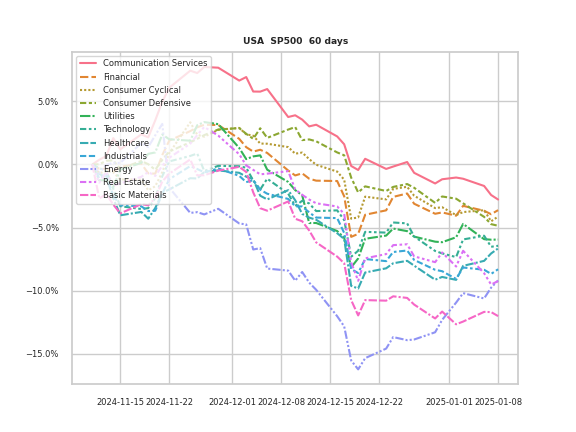 USA  SP500  60 days
Communication Services
Financial
Consumer Cyclical
Consumer Defensive
Utilities
Technology
Healthcare
Industrials
Energy
Real Estate
Basic Materials
5.0%
0.0%
−5.0%
−10.0%
−15.0%
2024-11-15 2024-11-22 2024-12-01 2024-12-08 2024-12-15 2024-12-22 2025-01-01 2025-01-08